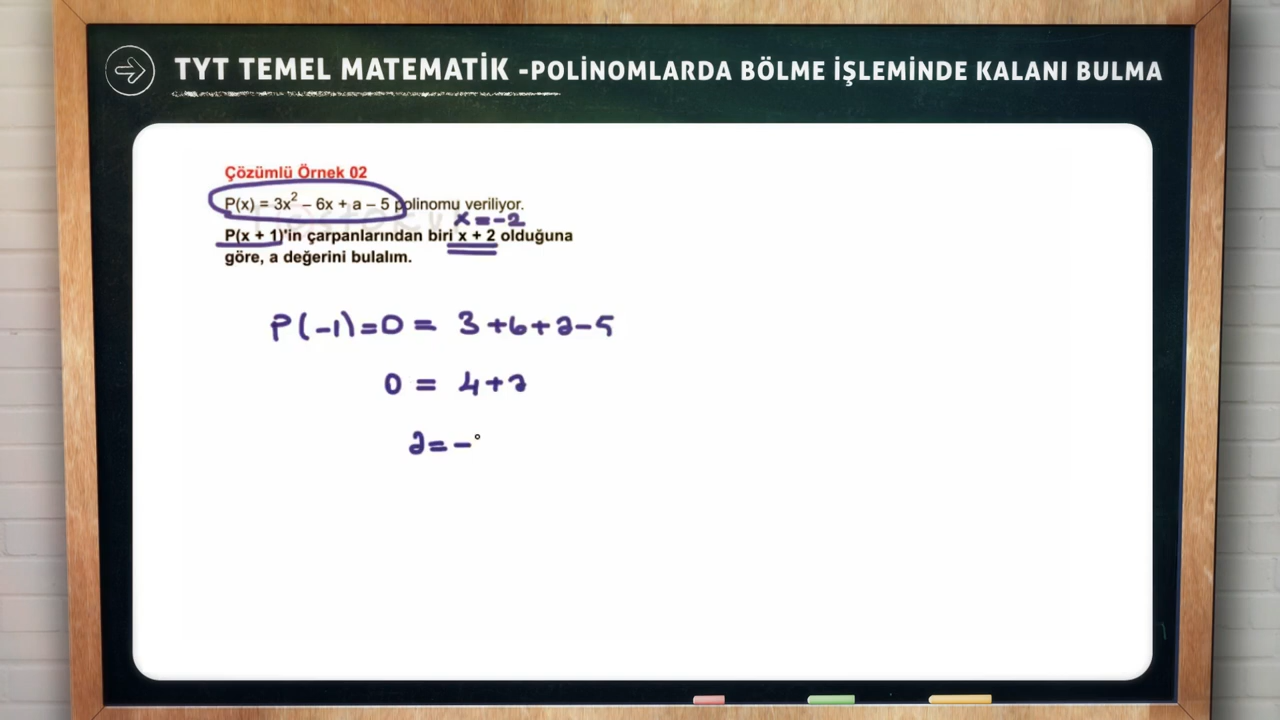 TYT TEMEL MATEMATİK -POLİNOMLARDA BÖLME İŞLEMİNDE KALANI BULMA
Çözümlü Örnek 02
P(x) = 3x² – 6x + a – 5 polinomu veriliyor.
x = -2
P(x + 1)'in çarpanlarından biri x + 2 olduğuna
göre, a değerini bulalım.
P(-1) = 0 = 3 + 6 + a - 5
0 = 4 + a
a = -